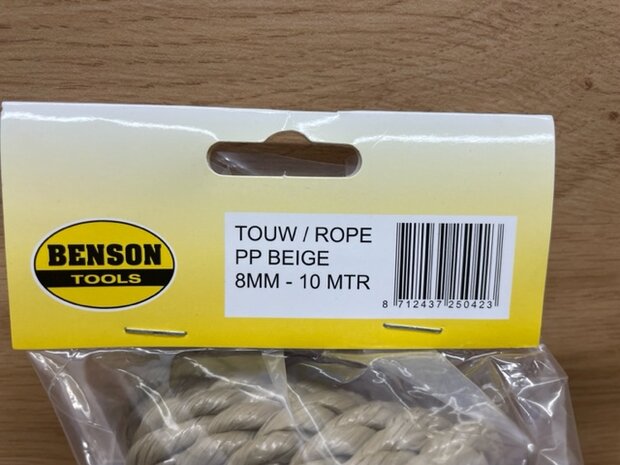 BENSON
TOOLS
TOUW / ROPE
PP BEIGE
8MM - 10 MTR
8 712437 250423